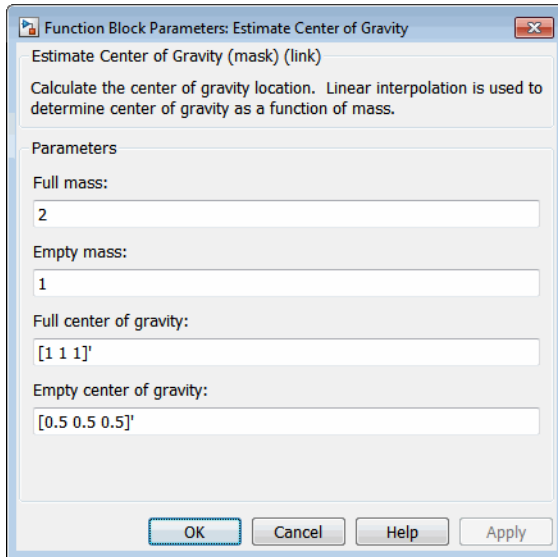 Function Block Parameters: Estimate Center of Gravity
Estimate Center of Gravity (mask) (link)
Calculate the center of gravity location.  Linear interpolation is used to
determine center of gravity as a function of mass.
Parameters
Full mass:
2
Empty mass:
1
Full center of gravity:
[1 1 1]'
Empty center of gravity:
[0.5 0.5 0.5]'
OK Cancel Help Apply